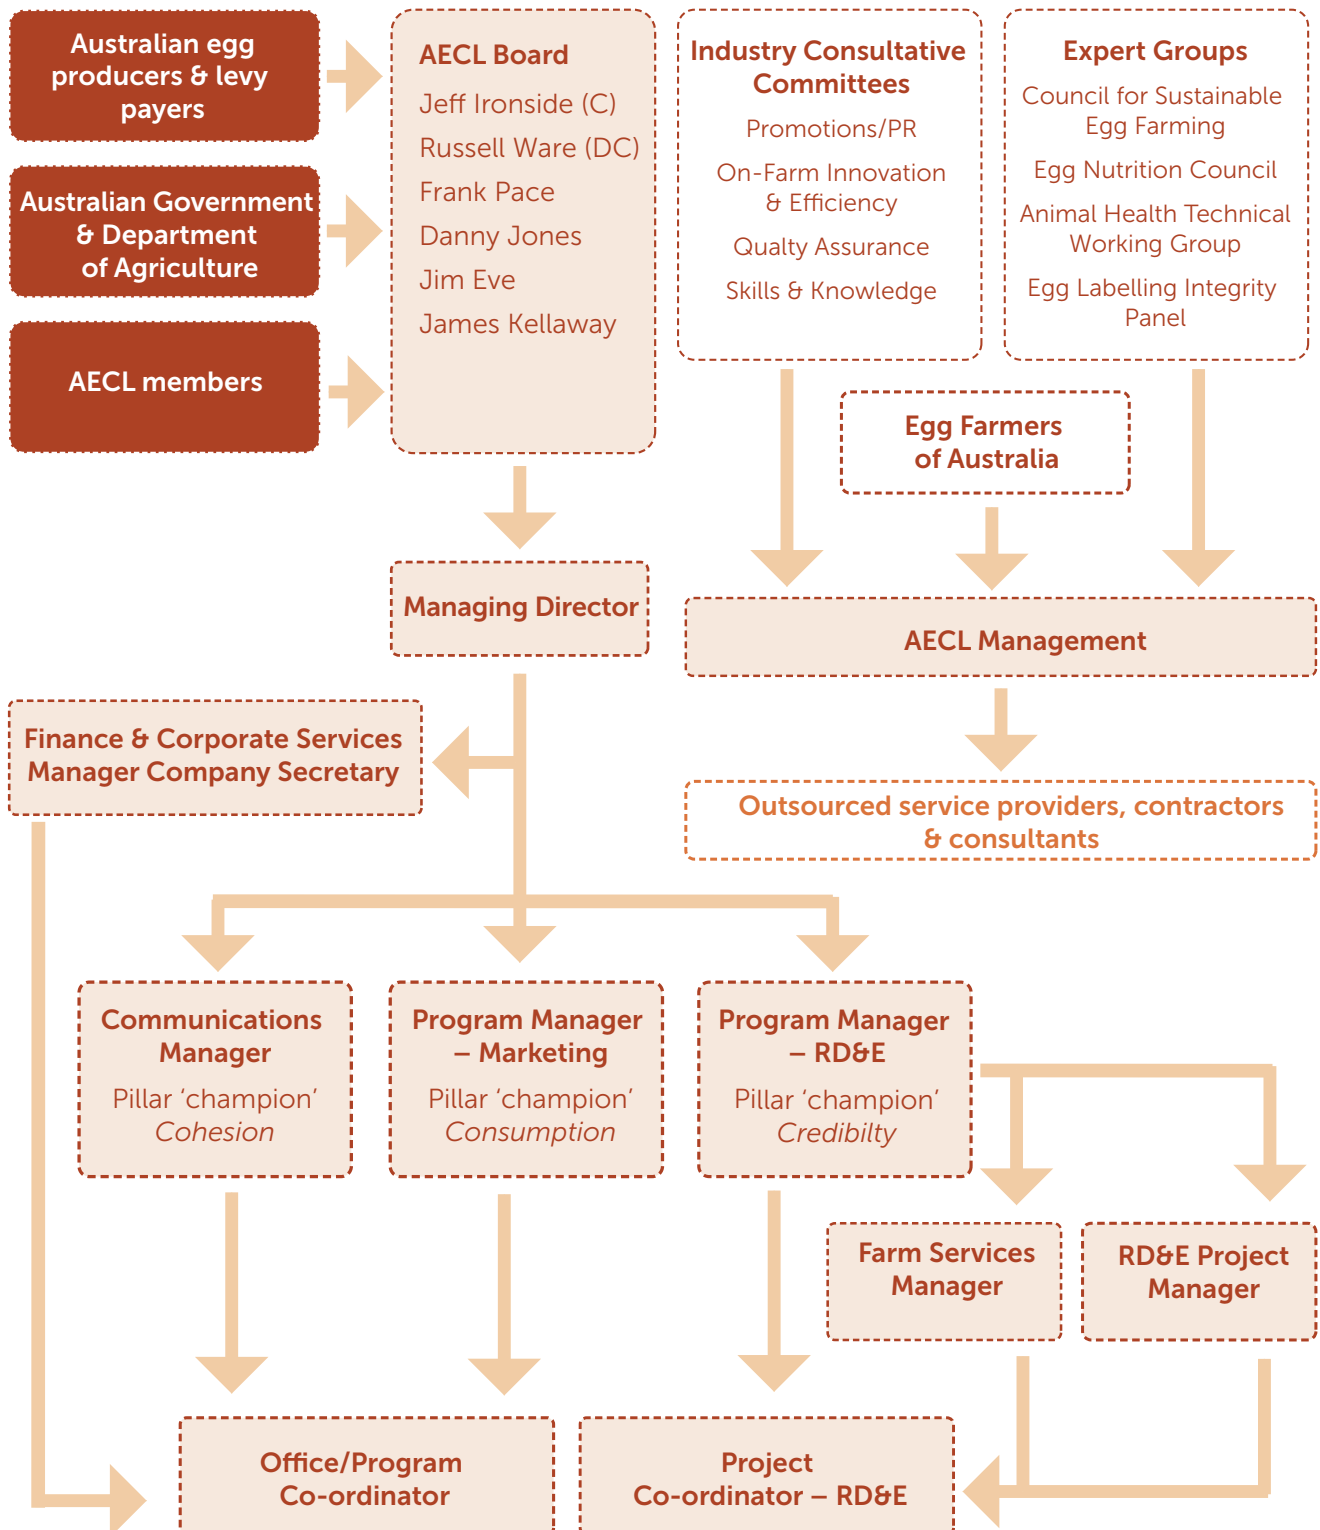 Australian egg
producers & levy
payers
Australian Government
& Department
of Agriculture
AECL members
AECL Board
Jeff Ironside (C)
Russell Ware (DC)
Frank Pace
Danny Jones
Jim Eve
James Kellaway
Industry Consultative
Committees
Promotions/PR
On-Farm Innovation
& Efficiency
Qualty Assurance
Skills & Knowledge
Expert Groups
Council for Sustainable
Egg Farming
Egg Nutrition Council
Animal Health Technical
Working Group
Egg Labelling Integrity
Panel
Egg Farmers
of Australia
Managing Director
AECL Management
Finance & Corporate Services
Manager Company Secretary
Outsourced service providers, contractors
& consultants
Communications
Manager
Pillar ‘champion’
Cohesion
Program Manager
– Marketing
Pillar ‘champion’
Consumption
Program Manager
– RD&E
Pillar ‘champion’
Credibilty
Farm Services
Manager
RD&E Project
Manager
Office/Program
Co-ordinator
Project
Co-ordinator – RD&E